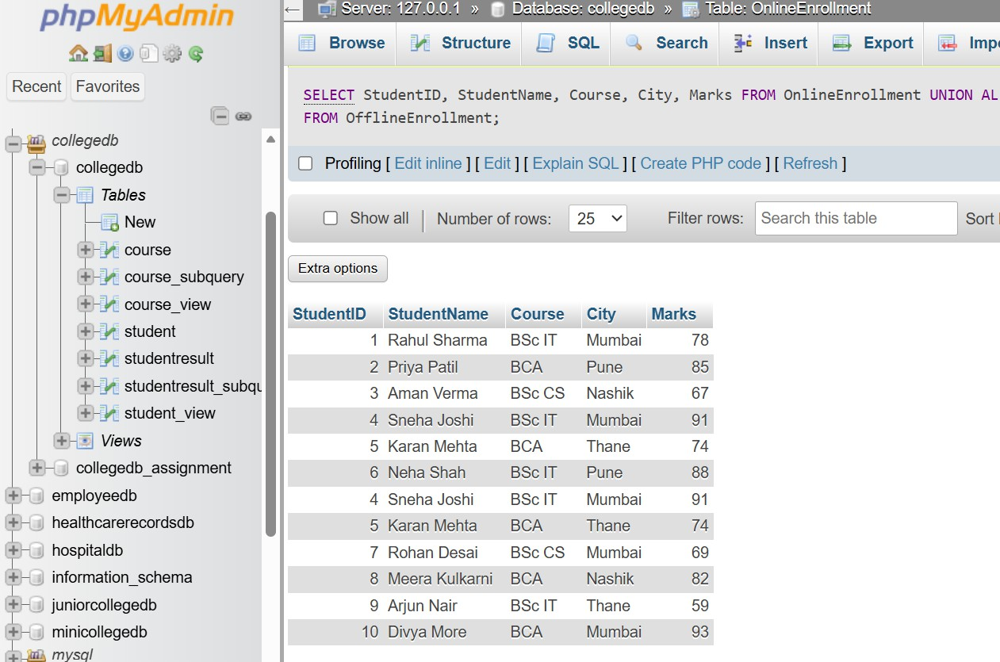 phpMyAdmin
Recent Favorites
collegedb
collegedb
Tables
New
course
course_subquery
course_view
student
studentresult
studentresult_subqu
student_view
Views
collegedb_assignment
employeedb
healthcarerecordsdb
hospitaldb
information_schema
juniorcollegedb
minicollegedb
mysql
Server: 127.0.0.1 » Database: collegedb » Table: OnlineEnrollment
Browse Structure SQL Search Insert Export Impo
SELECT StudentID, StudentName, Course, City, Marks FROM OnlineEnrollment UNION AL
FROM OfflineEnrollment;
Profiling [ Edit inline ] [ Edit ] [ Explain SQL ] [ Create PHP code ] [ Refresh ]
Show all | Number of rows: 25 Filter rows: Search this table Sort
Extra options
StudentID StudentName Course City Marks
1 Rahul Sharma BSc IT Mumbai 78
2 Priya Patil BCA Pune 85
3 Aman Verma BSc CS Nashik 67
4 Sneha Joshi BSc IT Mumbai 91
5 Karan Mehta BCA Thane 74
6 Neha Shah BSc IT Pune 88
4 Sneha Joshi BSc IT Mumbai 91
5 Karan Mehta BCA Thane 74
7 Rohan Desai BSc CS Mumbai 69
8 Meera Kulkarni BCA Nashik 82
9 Arjun Nair BSc IT Thane 59
10 Divya More BCA Mumbai 93